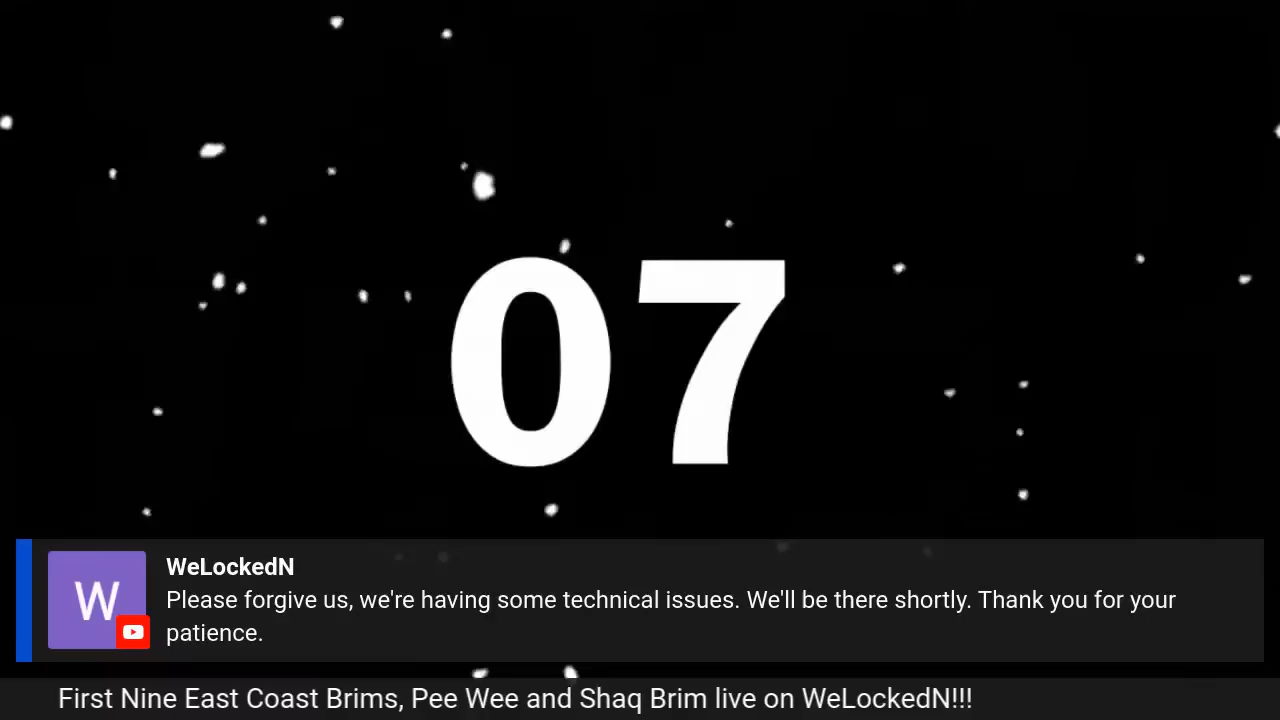 07
W
WeLockedN
Please forgive us, we're having some technical issues. We'll be there shortly. Thank you for your
patience.
First Nine East Coast Brims, Pee Wee and Shaq Brim live on WeLockedN!!!